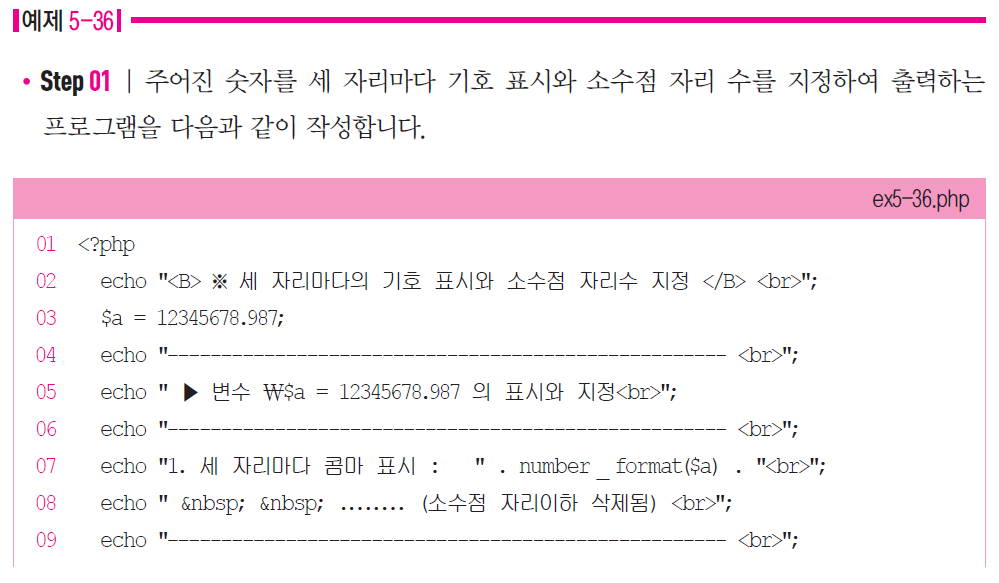 예제 5-36
• Step 01 | 주어진 숫자를 세 자리마다 기호 표시와 소수점 자리 수를 지정하여 출력하는
프로그램을 다음과 같이 작성합니다.
ex5-36.php
01 <?php
02 echo "<B> ※ 세 자리마다의 기호 표시와 소수점 자리수 지정 </B> <br>";
03 $a = 12345678.987;
04 echo "---------------------------------------------------- <br>";
05 echo " ▶ 변수 ₩$a = 12345678.987 의 표시와 지정<br>";
06 echo "---------------------------------------------------- <br>";
07 echo "1. 세 자리마다 콤마 표시 : " . number_format($a) . "<br>";
08 echo " &nbsp; &nbsp; ........ (소수점 자리이하 삭제됨) <br>";
09 echo "---------------------------------------------------- <br>";